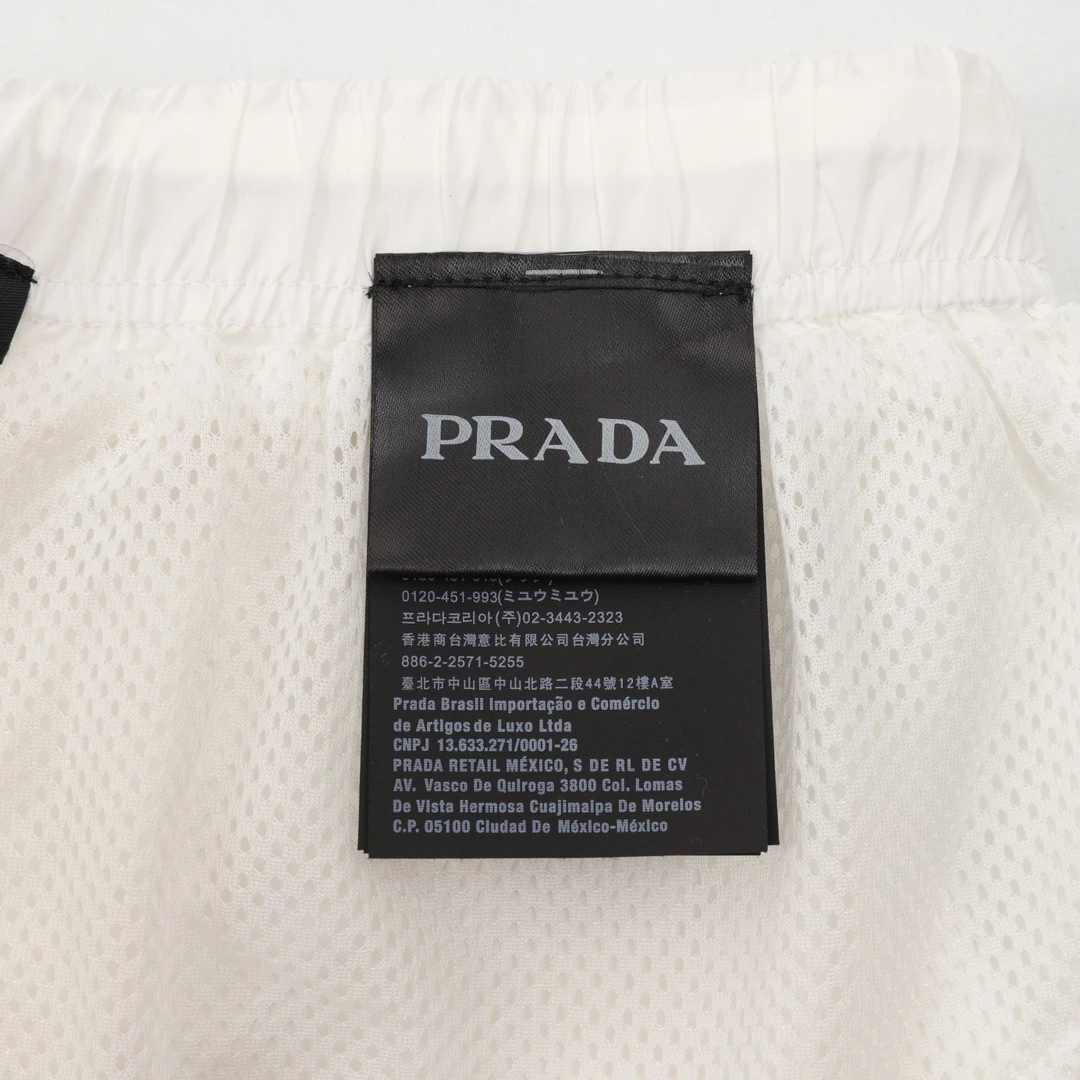 PRADA
0120-451-993(ミユウミユウ)
프라다코리아(주)02-3443-2323
香港商台灣意比有限公司台灣分公司
886-2-2571-5255
臺北市中山區中山北路二段44號12樓A室
Prada Brasil Importação e Comércio
de Artigos de Luxo Ltda
CNPJ 13.633.271/0001-26
PRADA RETAIL MÉXICO, S DE RL DE CV
AV. Vasco De Quiroga 3800 Col. Lomas
De Vista Hermosa Cuajimalpa De Morelos
C.P. 05100 Ciudad De México-México